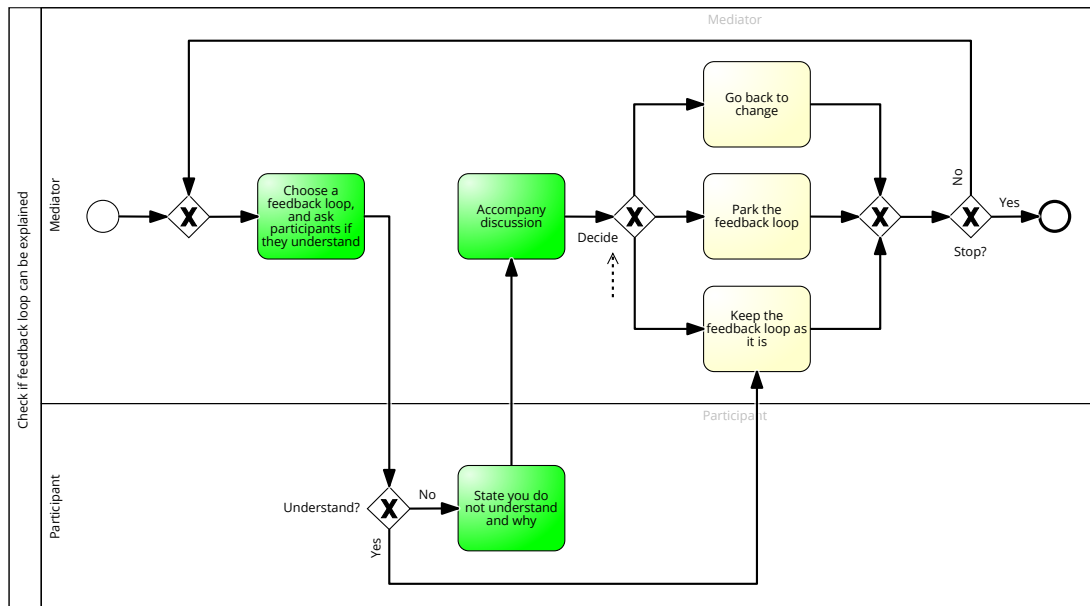 Check if feedback loop can be explained
Mediator
Mediator
Choose a
feedback loop,
and ask
participants if
they understand
Accompany
discussion
Decide
Go back to
change
Park the
feedback loop
Keep the
feedback loop as
it is
No
Yes
Stop?
Participant
Participant
Understand?
No
Yes
State you do
not understand
and why